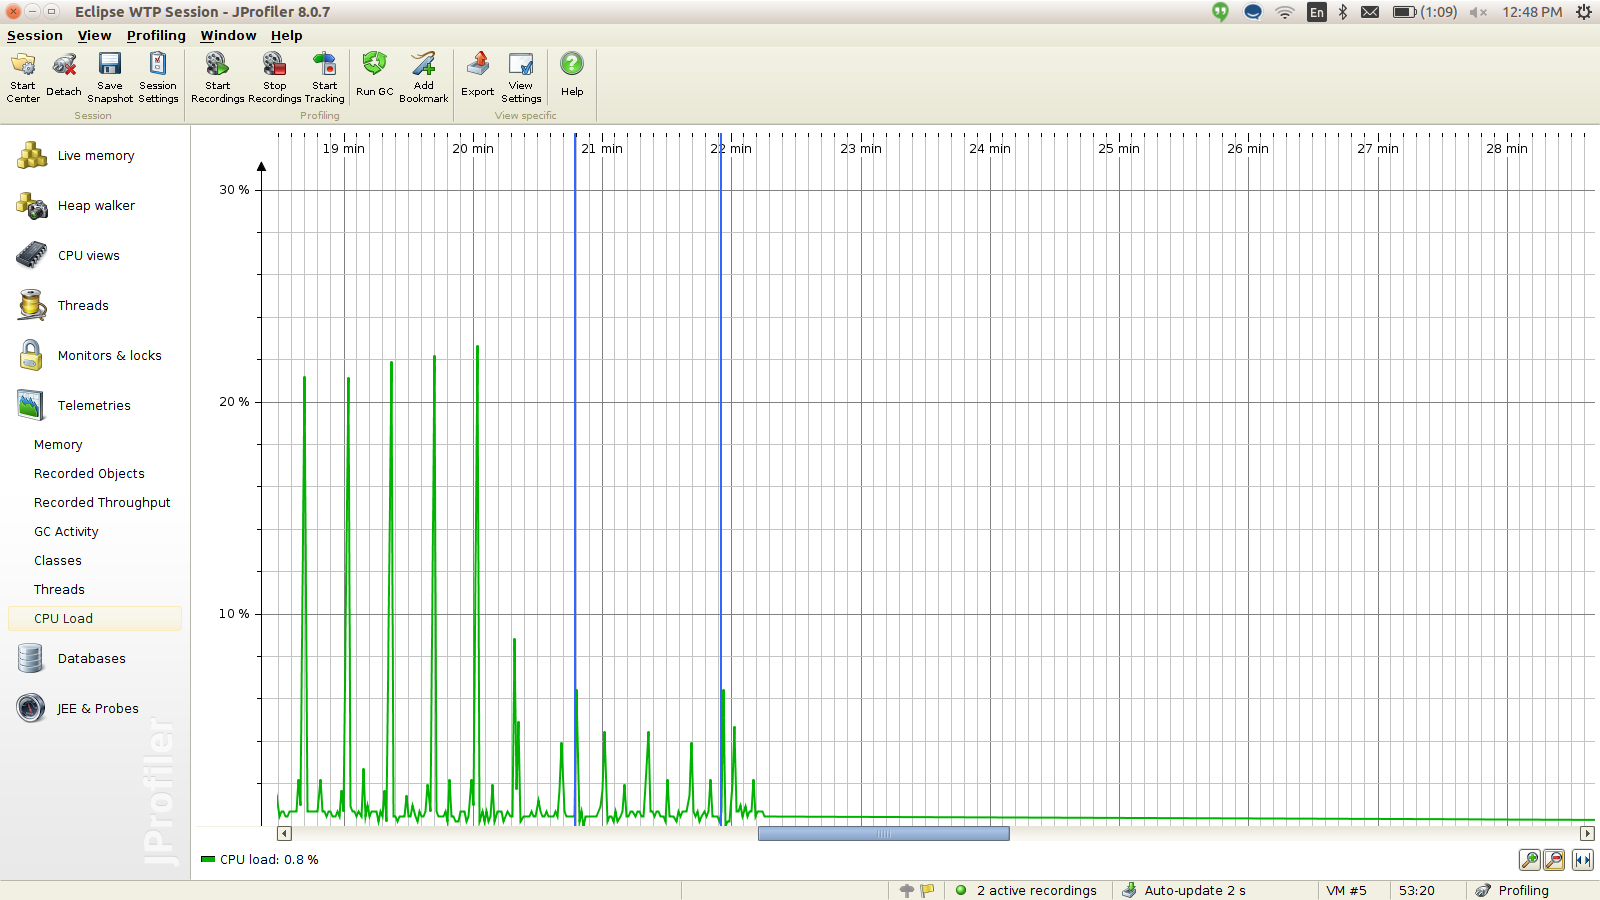 Eclipse WTP Session - JProfiler 8.0.7
En
(1:09)
12:48 PM
Session View Profiling Window Help
Start Center
Detach
Save Snapshot
Session Settings
Start Recordings
Stop Recordings
Start Tracking
Run GC
Add Bookmark
Export
View Settings
Help
Session
Profiling
View specific
Live memory
Heap walker
CPU views
Threads
Monitors & locks
Telemetries
Memory
Recorded Objects
Recorded Throughput
GC Activity
Classes
Threads
CPU Load
Databases
JEE & Probes
JProfiler
19 min 20 min 21 min 22 min 23 min 24 min 25 min 26 min 27 min 28 min
30 %
20 %
10 %
CPU load: 0.8 %
2 active recordings
Auto-update 2 s
VM #5
53:20
Profiling